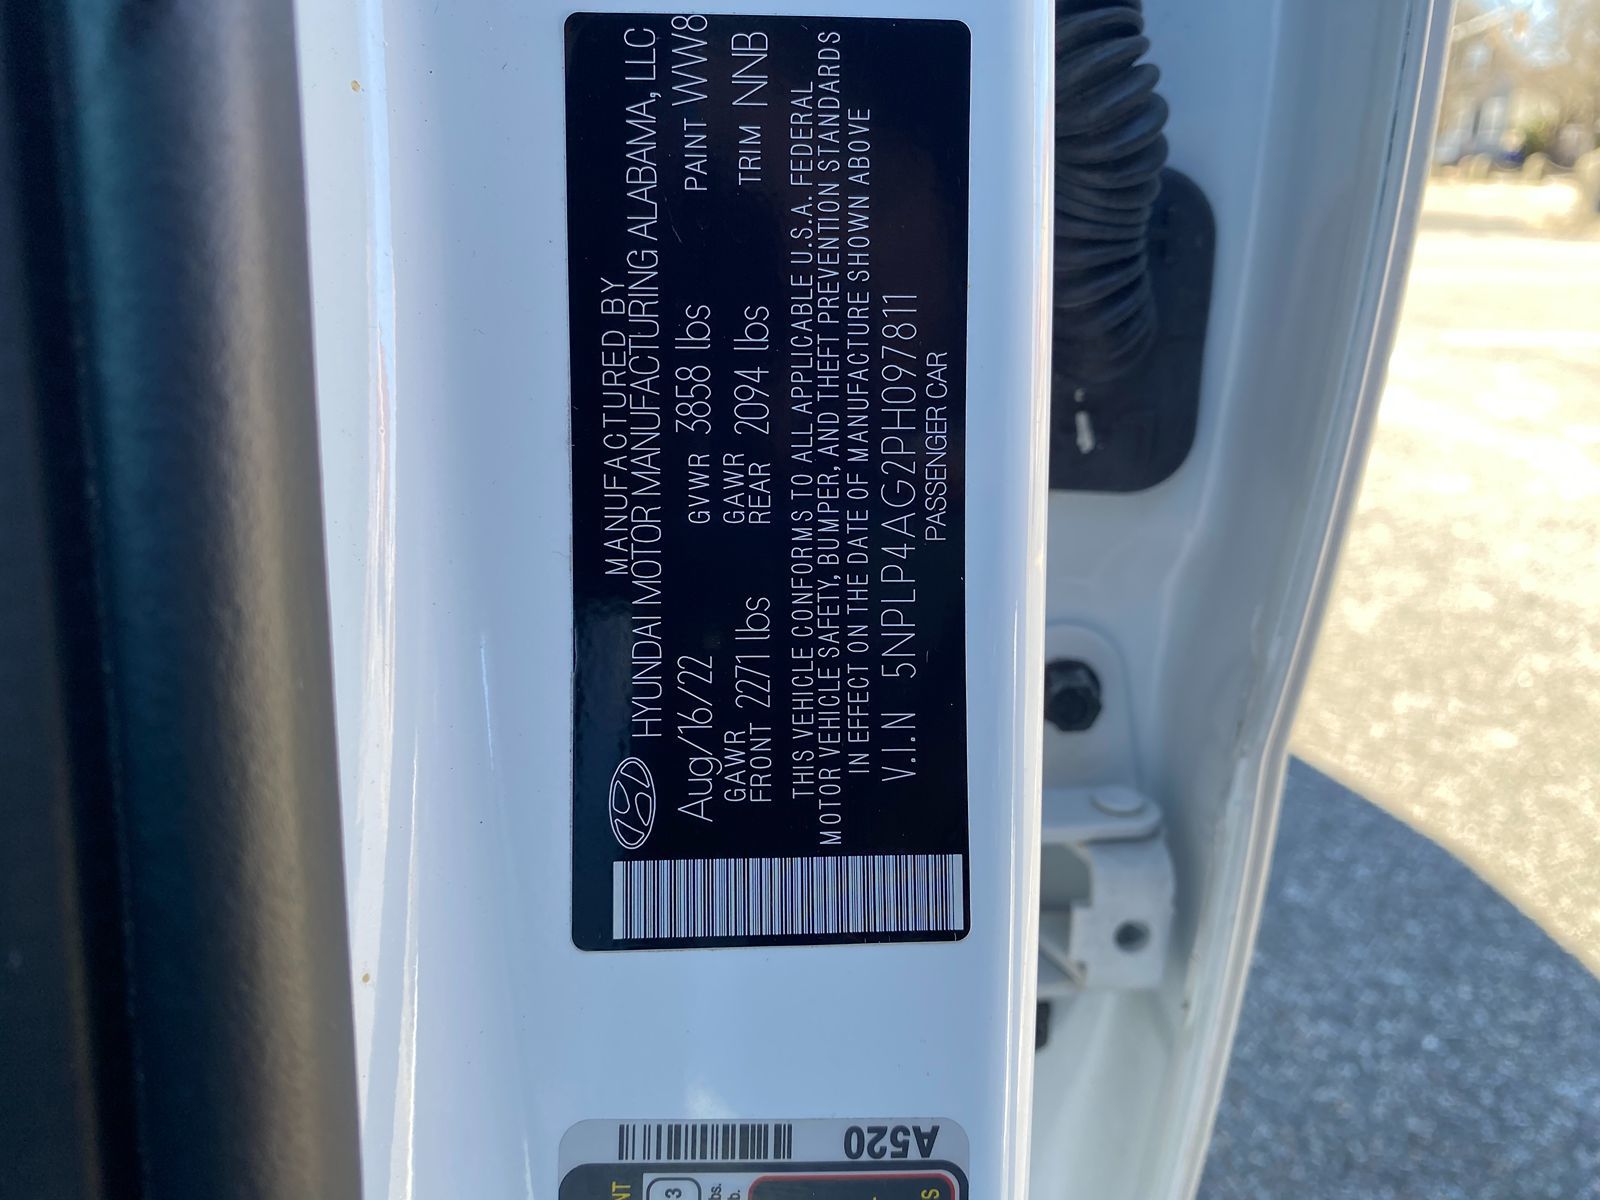 MANUFACTURED BY
HYUNDAI MOTOR MANUFACTURING ALABAMA, LLC
Aug/16/22 GVWR 3858 lbs PAINT WW8
GAWR FRONT 2271 lbs GAWR REAR 2094 lbs TRIM NNB
THIS VEHICLE CONFORMS TO ALL APPLICABLE U.S.A. FEDERAL
MOTOR VEHICLE SAFETY, BUMPER, AND THEFT PREVENTION STANDARDS
IN EFFECT ON THE DATE OF MANUFACTURE SHOWN ABOVE
V.I.N 5NPLP4AG2PH097811
PASSENGER CAR
A520